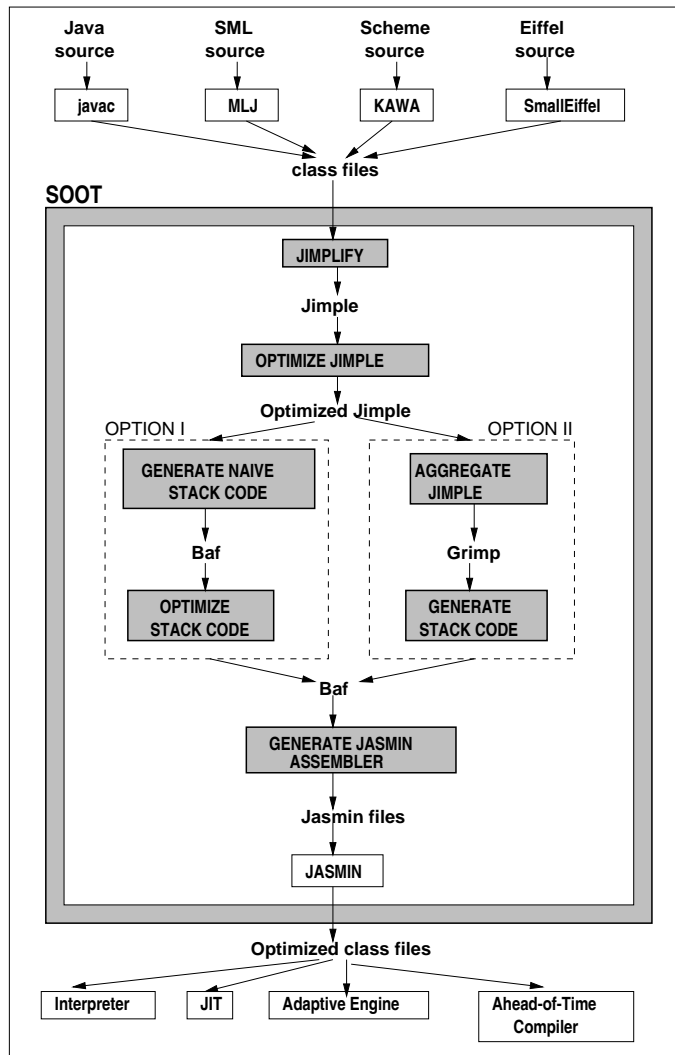 Java source
SML source
Scheme source
Eiffel source
javac
MLJ
KAWA
SmallEiffel
class files
SOOT
JIMPLIFY
Jimple
OPTIMIZE JIMPLE
Optimized Jimple
OPTION I
OPTION II
GENERATE NAIVE
STACK CODE
AGGREGATE
JIMPLE
Baf
Grimp
OPTIMIZE
STACK CODE
GENERATE
STACK CODE
Baf
GENERATE JASMIN
ASSEMBLER
Jasmin files
JASMIN
Optimized class files
Interpreter
JIT
Adaptive Engine
Ahead-of-Time
Compiler